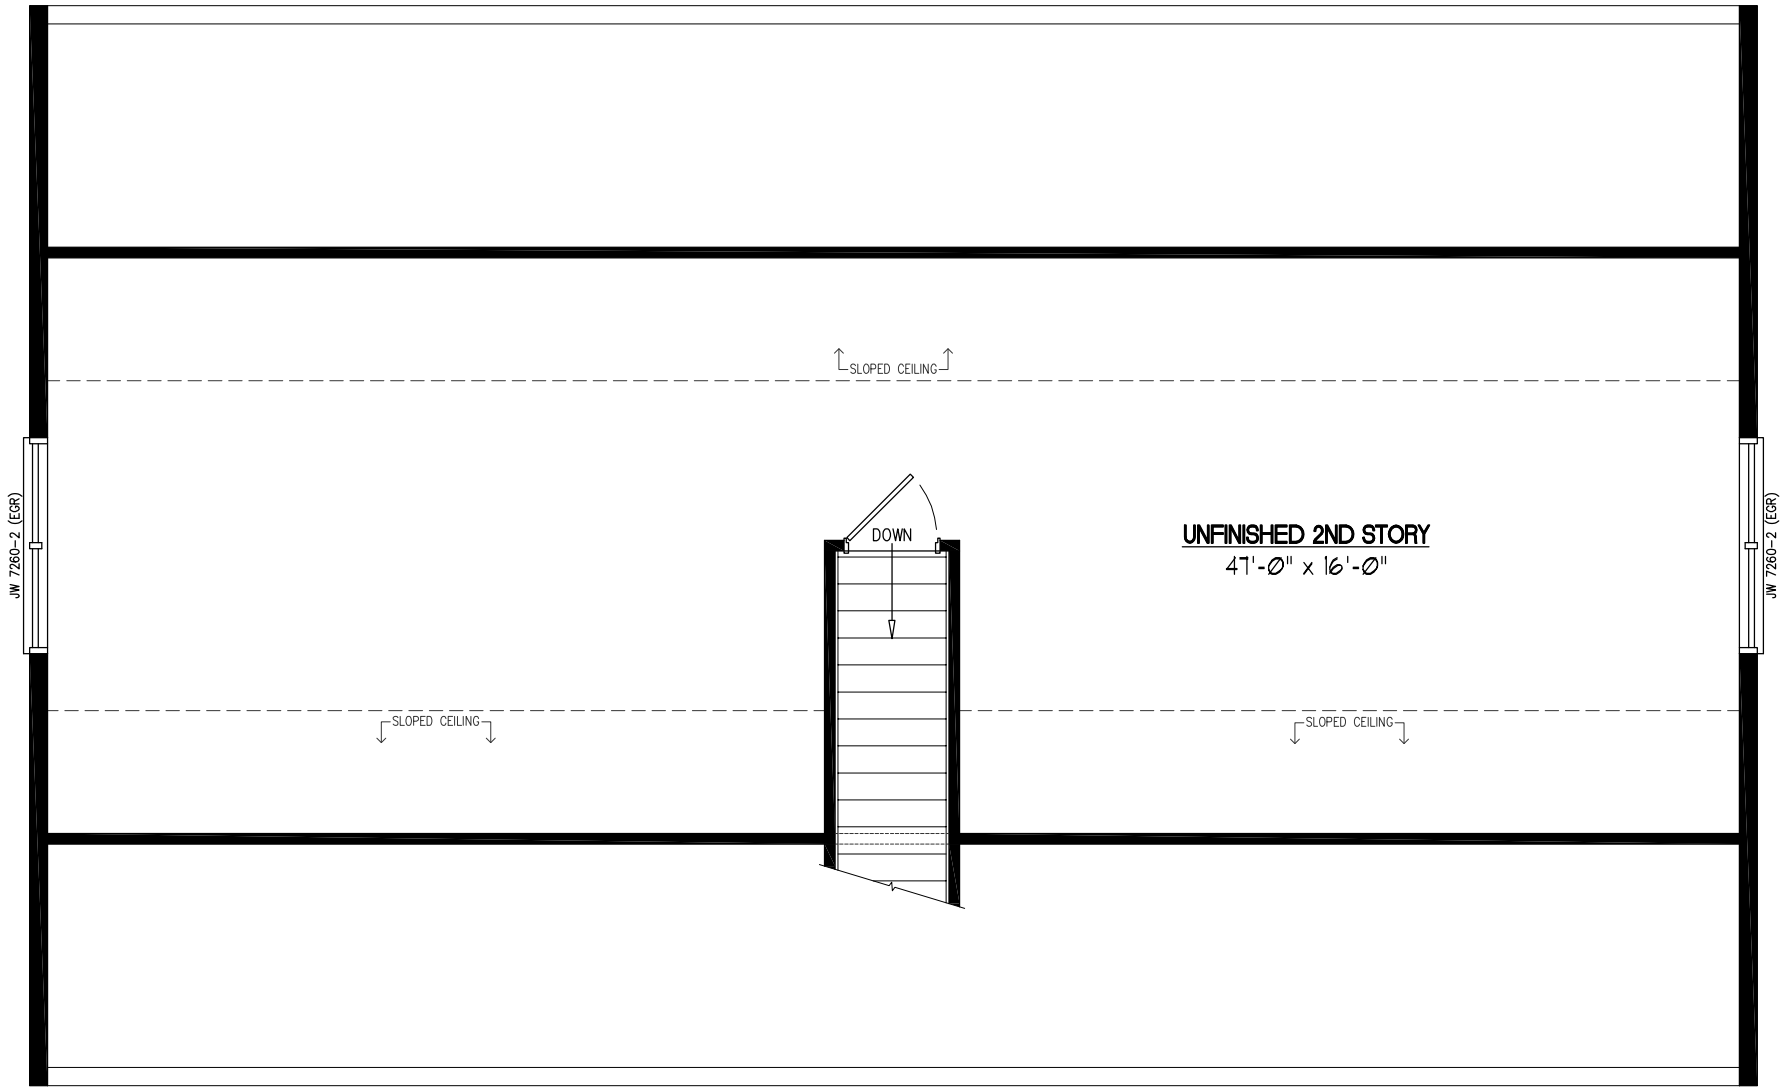 SLOPED CEILING
JW 7260-2 (EGR)
DOWN
UNFINISHED 2ND STORY
47'-0" x 16'-0"
JW 7260-2 (EGR)
SLOPED CEILING
SLOPED CEILING